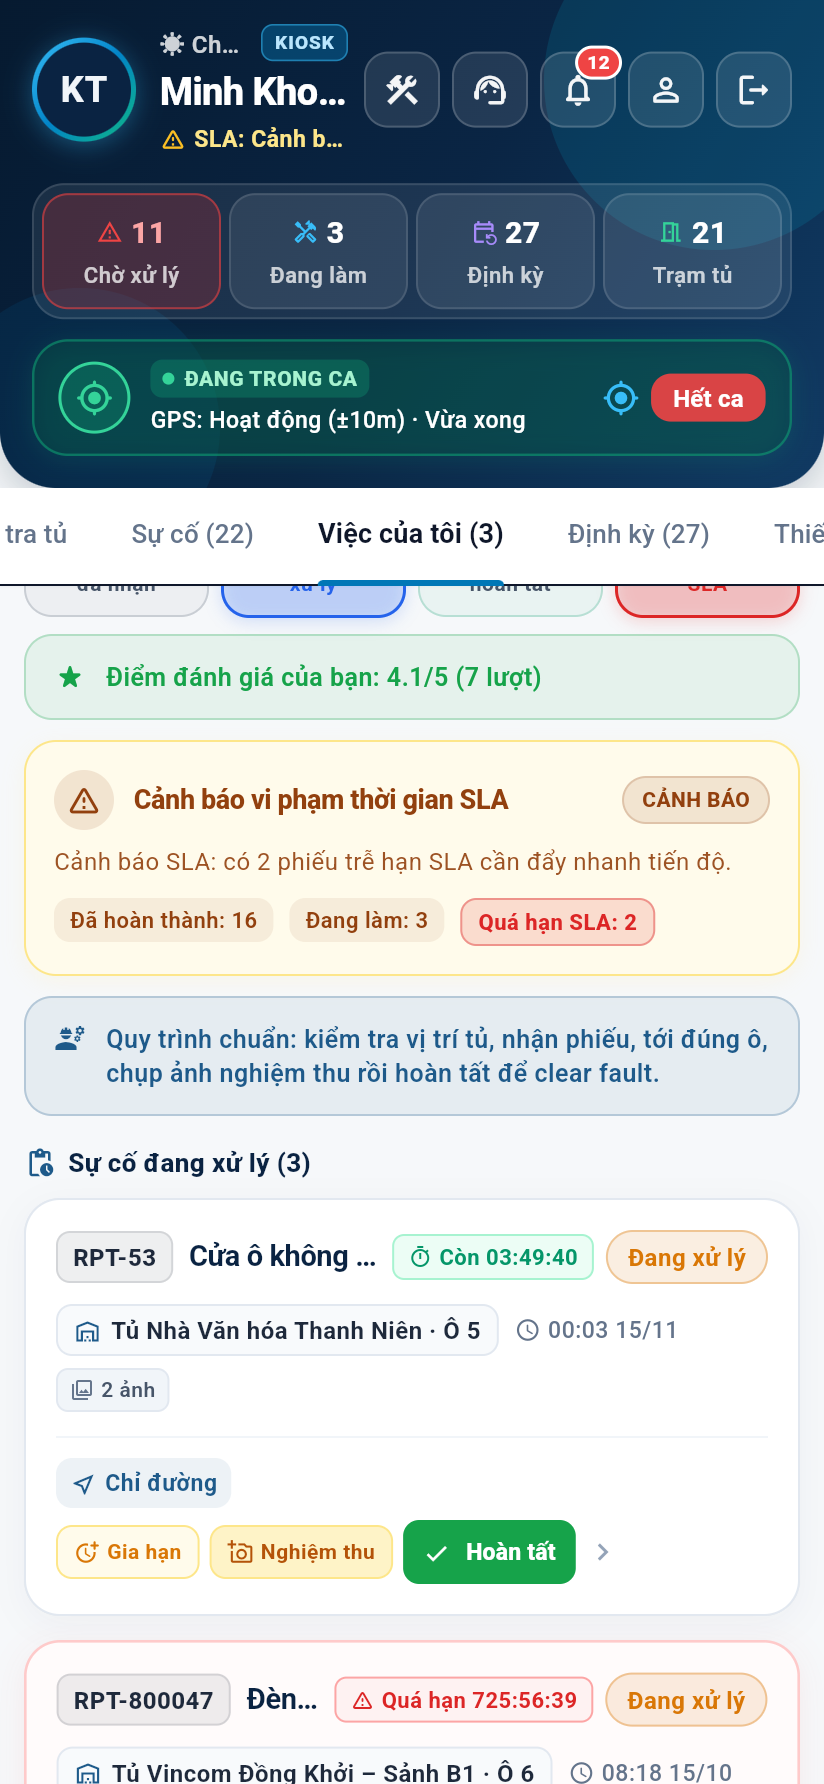 KT
Ch...
KIOSK
Minh Kho...
SLA: Cảnh b...
12
11
Chờ xử lý
3
Đang làm
27
Định kỳ
21
Trạm tủ
ĐANG TRONG CA
GPS: Hoạt động (±10m) · Vừa xong
Hết ca
tra tủ
Sự cố (22)
Việc của tôi (3)
Định kỳ (27)
Thiế
đã nhận
xử lý
hoàn tất
SLA
Điểm đánh giá của bạn: 4.1/5 (7 lượt)
Cảnh báo vi phạm thời gian SLA
CẢNH BÁO
Cảnh báo SLA: có 2 phiếu trễ hạn SLA cần đẩy nhanh tiến độ.
Đã hoàn thành: 16
Đang làm: 3
Quá hạn SLA: 2
Quy trình chuẩn: kiểm tra vị trí tủ, nhận phiếu, tới đúng ô,
chụp ảnh nghiệm thu rồi hoàn tất để clear fault.
Sự cố đang xử lý (3)
RPT-53
Cửa ô không ...
Còn 03:49:40
Đang xử lý
Tủ Nhà Văn hóa Thanh Niên · Ô 5
00:03 15/11
2 ảnh
Chỉ đường
Gia hạn
Nghiệm thu
Hoàn tất
RPT-800047
Đèn...
Quá hạn 725:56:39
Đang xử lý
Tủ Vincom Đồng Khởi – Sảnh B1 · Ô 6
08:18 15/10